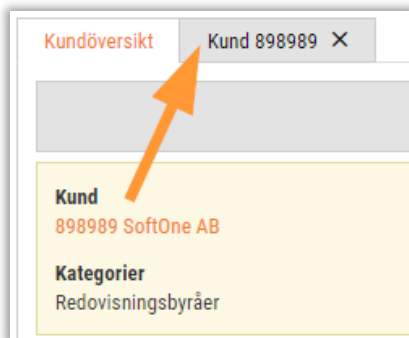 Kundöversikt Kund 898989 ✕
Kund
898989 SoftOne AB
Kategorier
Redovisningsbyråer